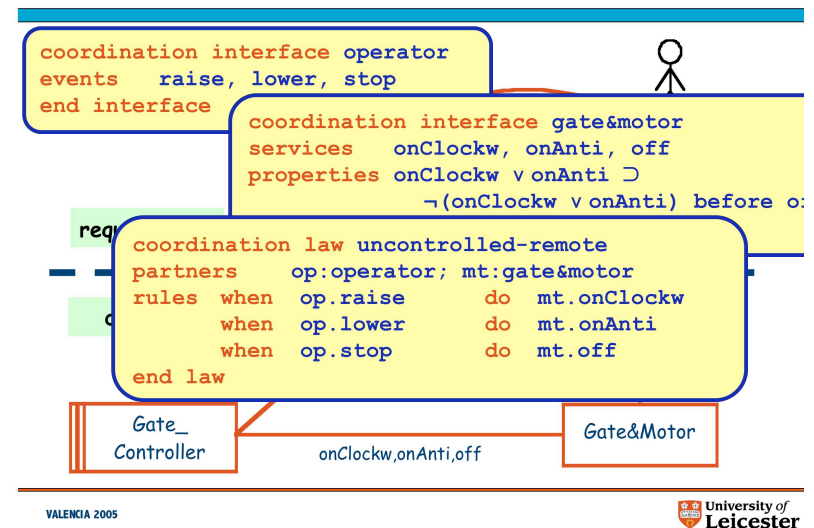 coordination interface operator
events raise, lower, stop
end interface
coordination interface gate&motor
services onClockw, onAnti, off
properties onClockw ∨ onAnti ⊃
¬(onClockw ∨ onAnti) before
coordination law uncontrolled-remote
partners op:operator; mt:gate&motor
rules when op.raise do mt.onClockw
when op.lower do mt.onAnti
when op.stop do mt.off
end law
Gate_
Controller
onClockw,onAnti,off
Gate&Motor
VALENCIA 2005
University of
Leicester